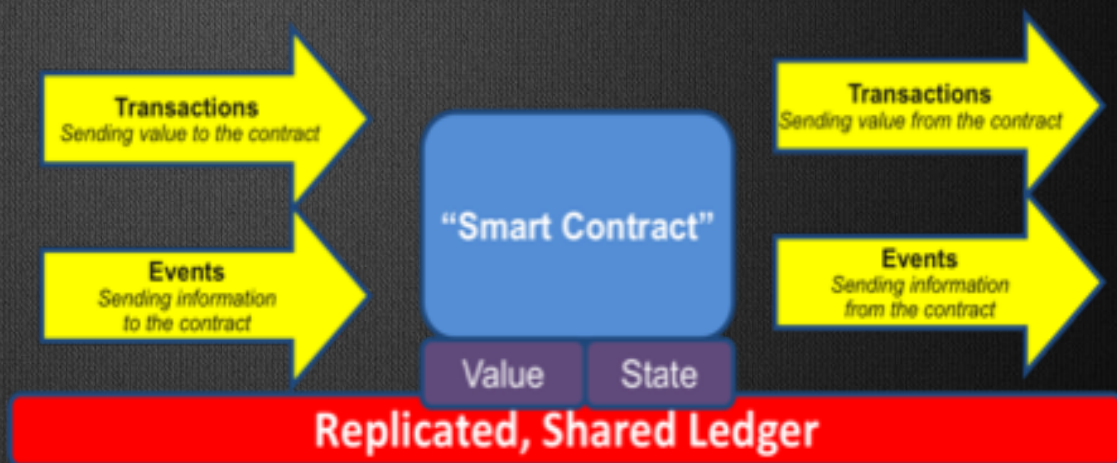 Transactions
Sending value to the contract
Events
Sending information
to the contract
“Smart Contract”
Value
State
Transactions
Sending value from the contract
Events
Sending information
from the contract
Replicated, Shared Ledger